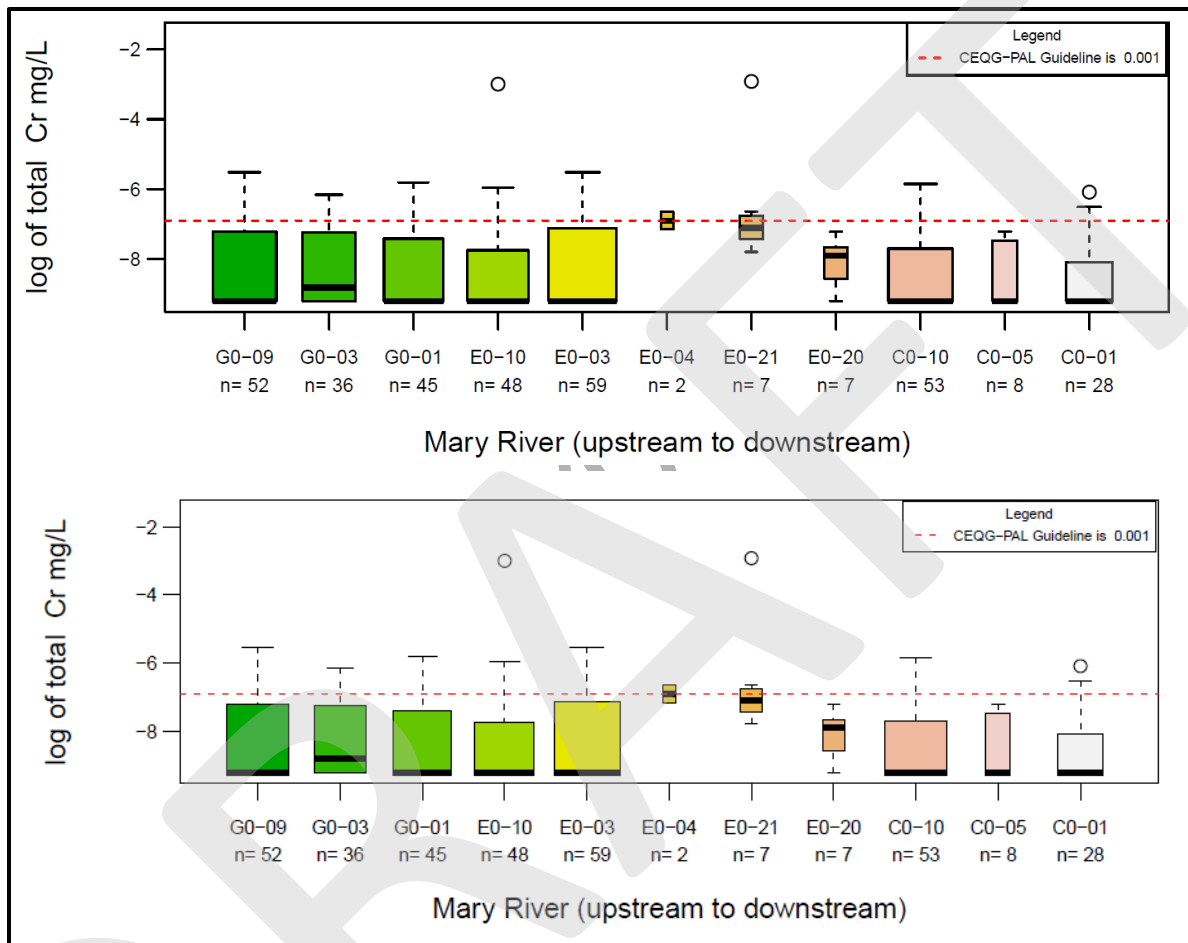 Legend
CEQG-PAL Guideline is 0.001
log of total Cr mg/L
-2
-4
-6
-8
G0-09 G0-03 G0-01 E0-10 E0-03 E0-04 E0-21 E0-20 C0-10 C0-05 C0-01
n= 52 n= 36 n= 45 n= 48 n= 59 n= 2 n= 7 n= 7 n= 53 n= 8 n= 28
Mary River (upstream to downstream)
Legend
CEQG-PAL Guideline is 0.001
log of total Cr mg/L
-2
-4
-6
-8
G0-09 G0-03 G0-01 E0-10 E0-03 E0-04 E0-21 E0-20 C0-10 C0-05 C0-01
n= 52 n= 36 n= 45 n= 48 n= 59 n= 2 n= 7 n= 7 n= 53 n= 8 n= 28
Mary River (upstream to downstream)
DRAFT